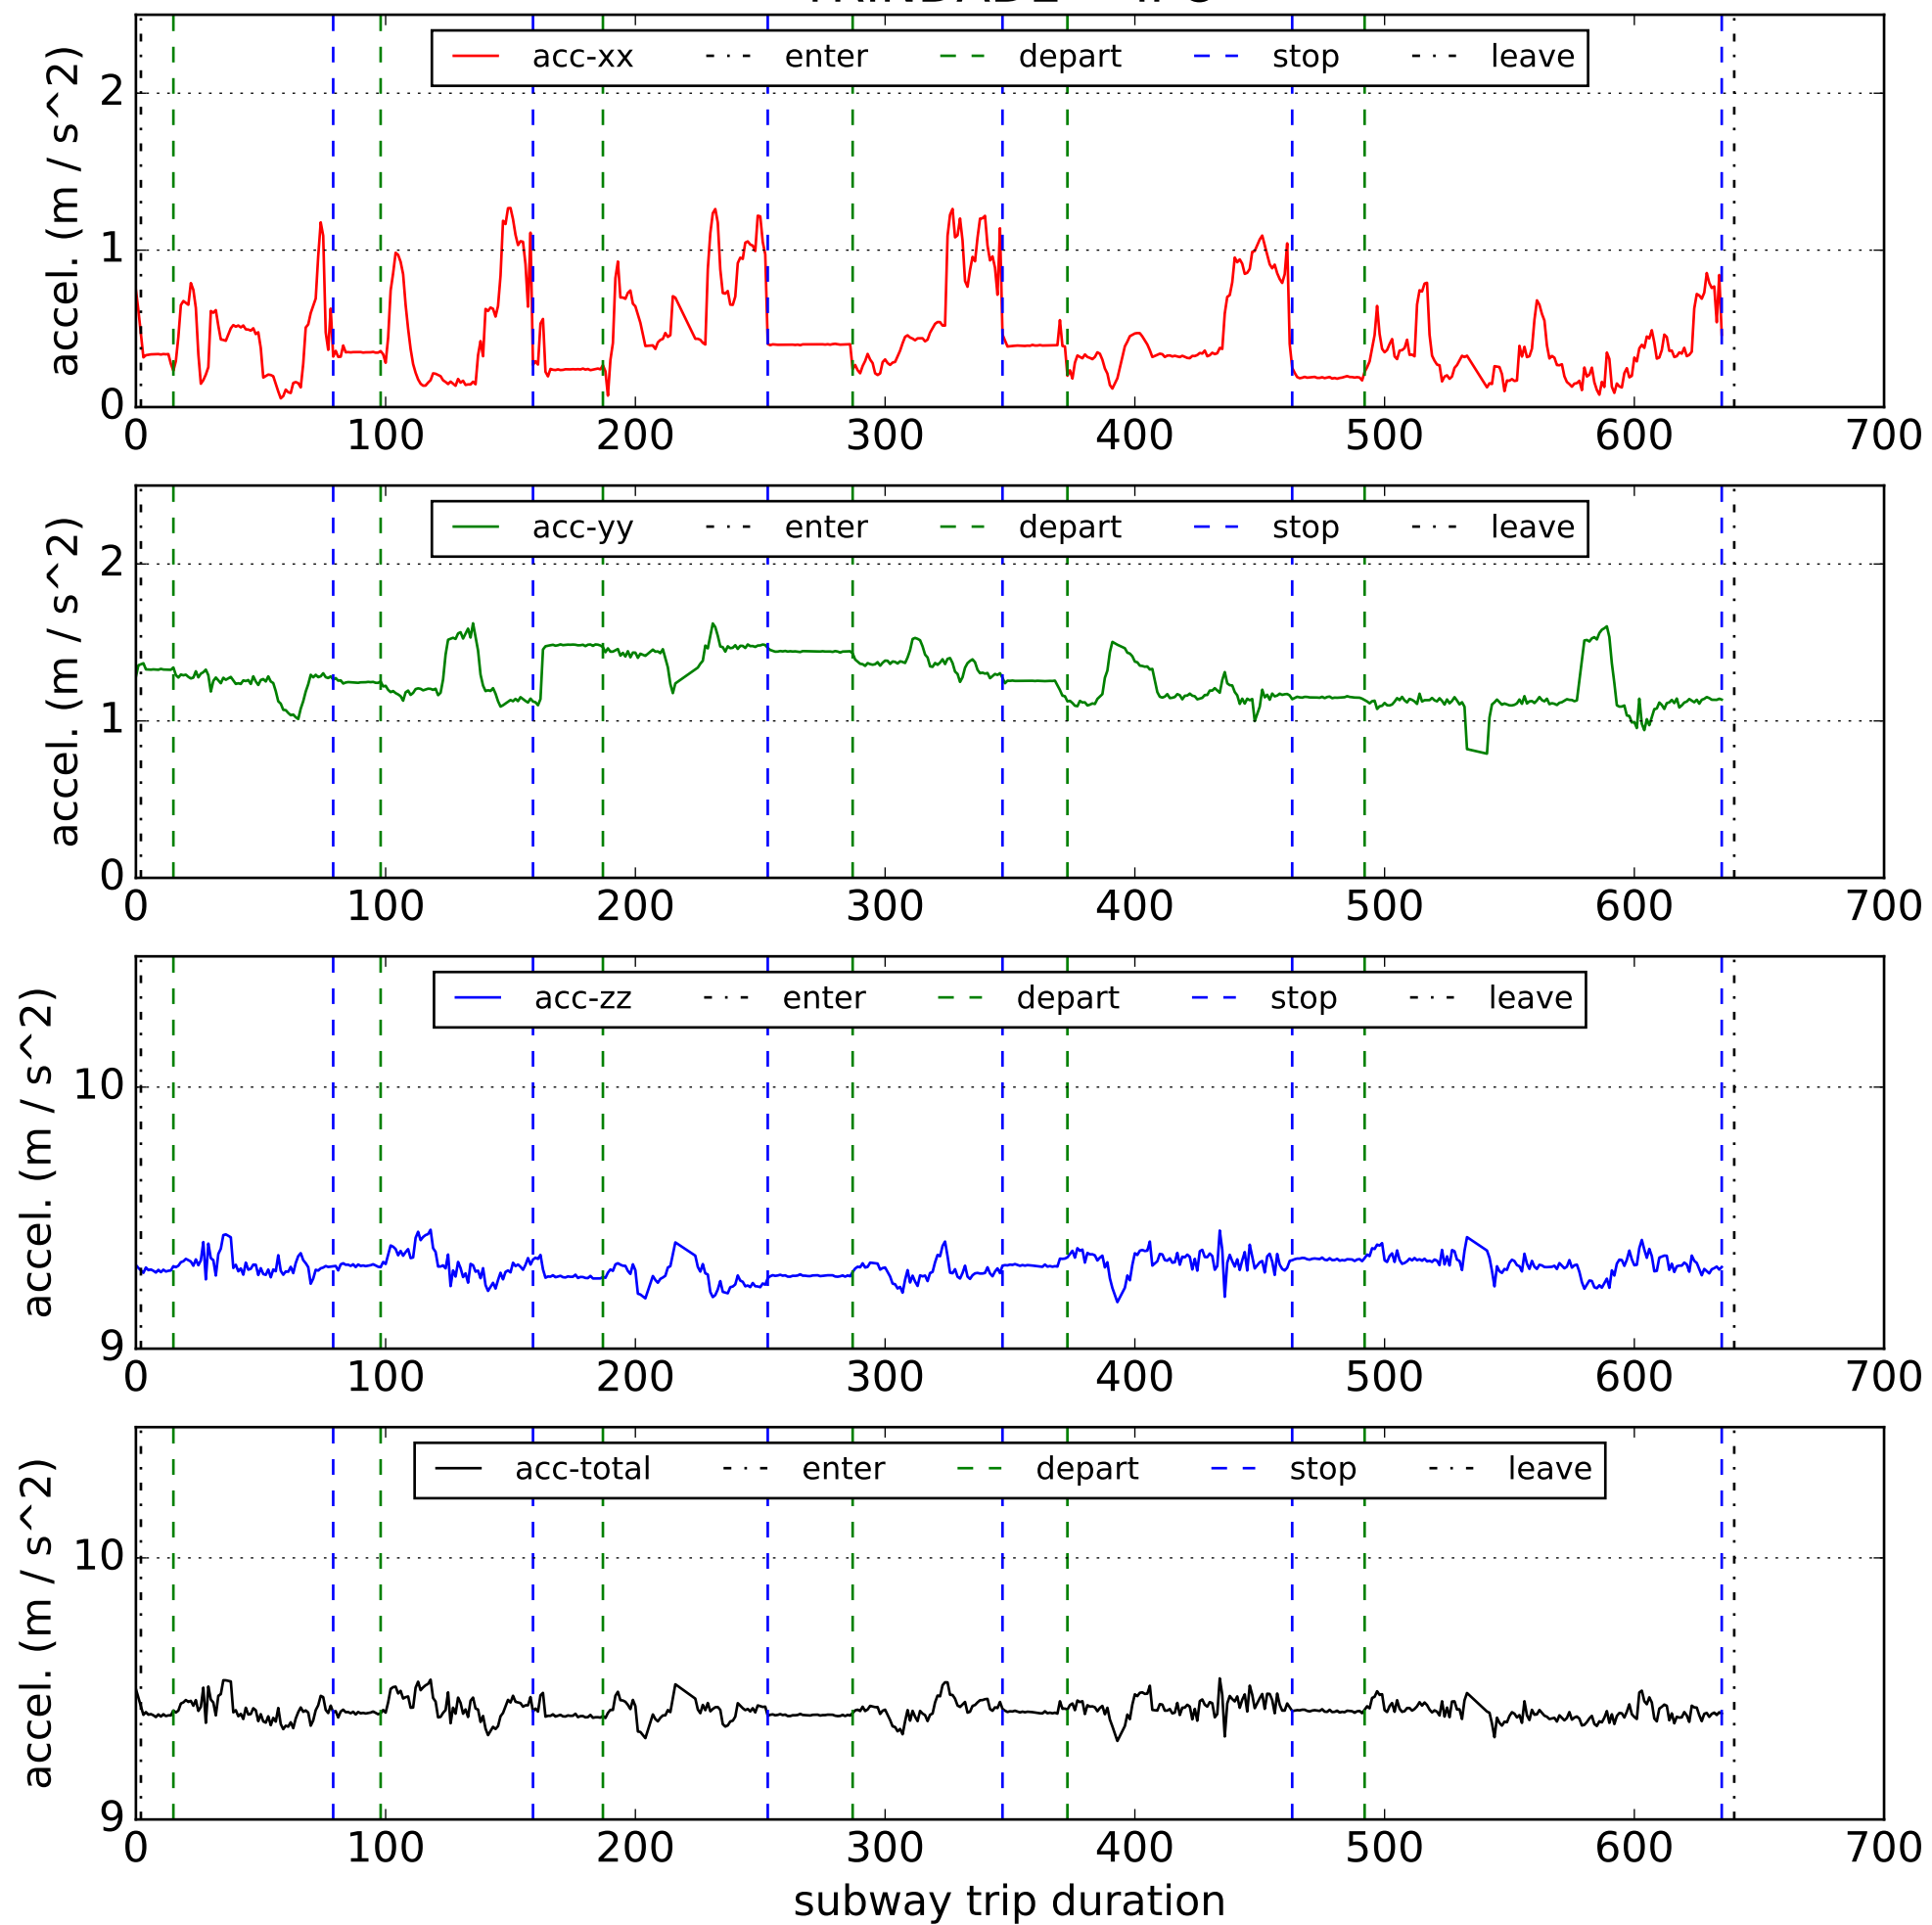 accel. (m / s^2)
2
1
0
acc-xx enter depart stop leave
0 100 200 300 400 500 600 700
accel. (m / s^2)
2
1
0
acc-yy enter depart stop leave
0 100 200 300 400 500 600 700
accel. (m / s^2)
10
9
acc-zz enter depart stop leave
0 100 200 300 400 500 600 700
accel. (m / s^2)
10
9
acc-total enter depart stop leave
0 100 200 300 400 500 600 700
subway trip duration